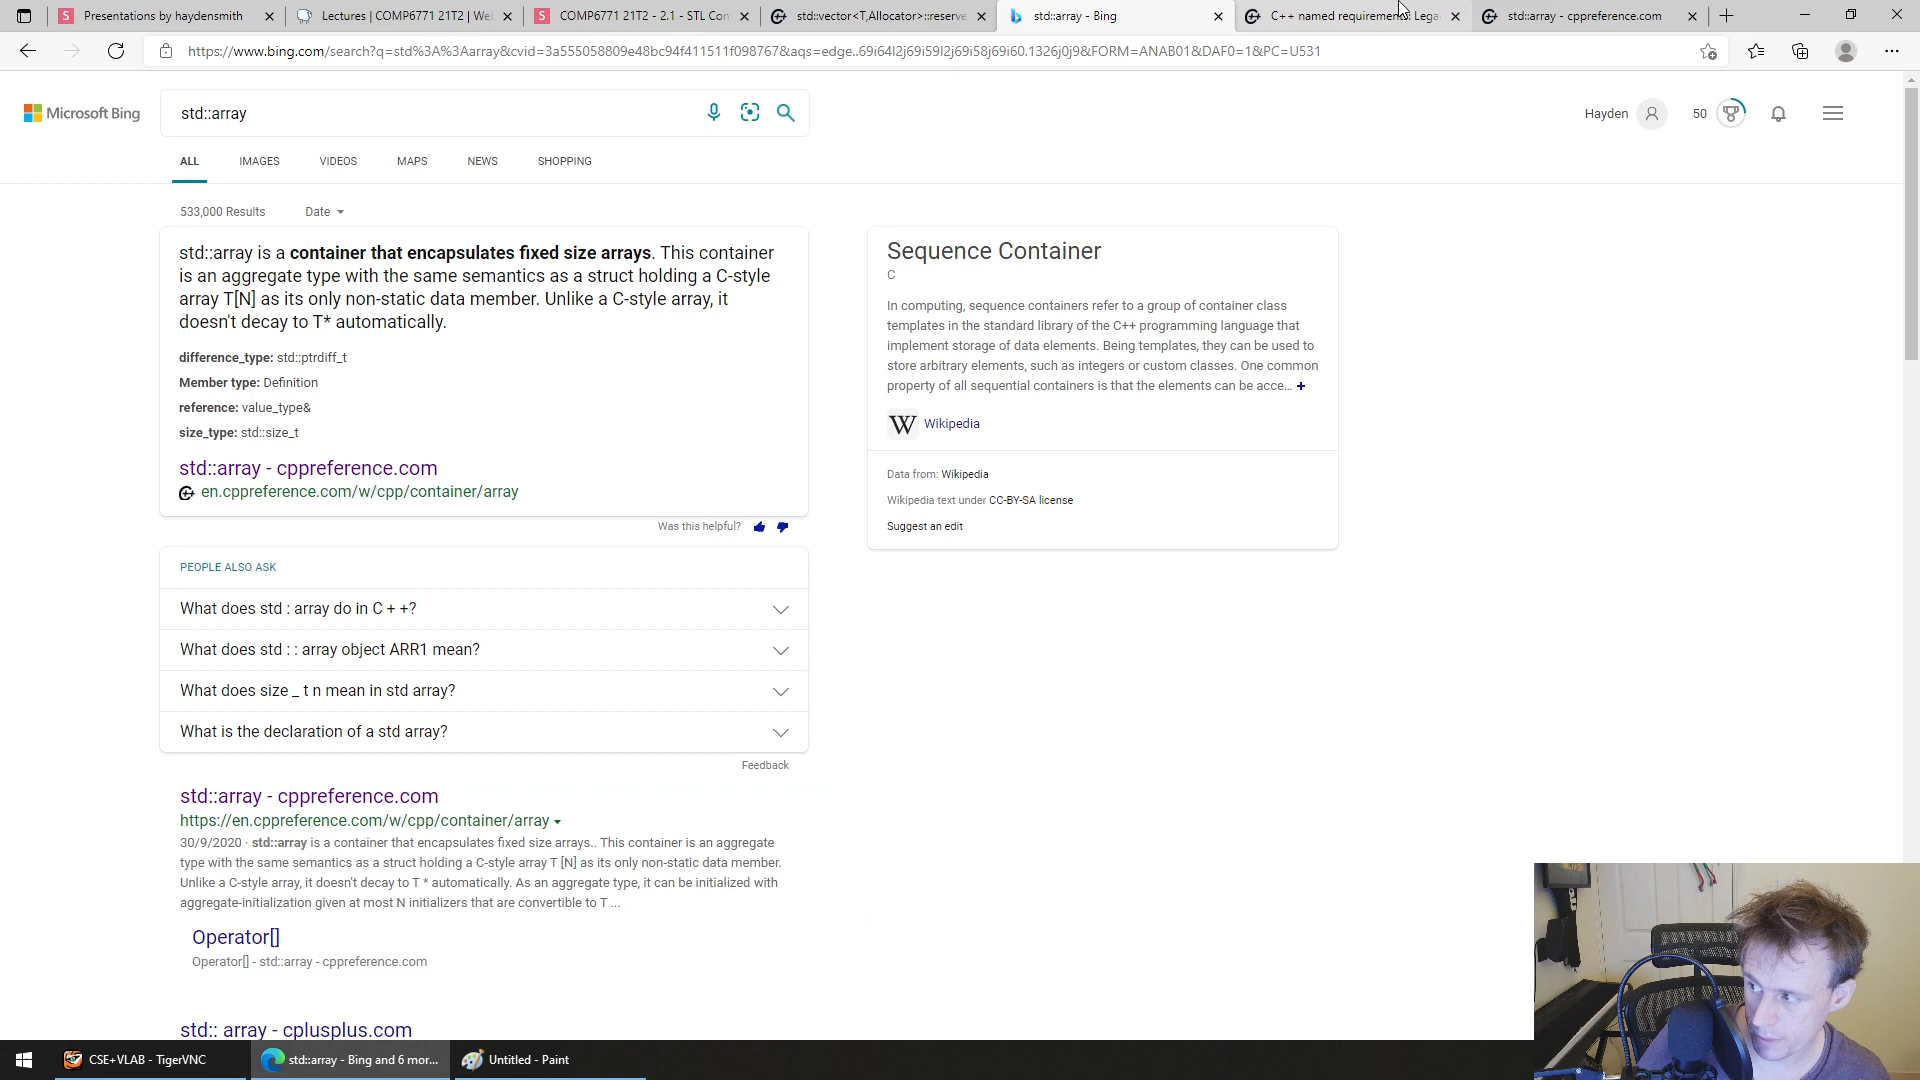 Presentations by haydensmith
Lectures | COMP6771 21T2 | We
COMP6771 21T2 - 2.1 - STL Con
std::vector<T,Allocator>::reserve
std::array - Bing
C++ named requirements: Lega
std::array - cppreference.com
https://www.bing.com/search?q=std%3A%3Aarray&cvid=3a555058809e48bc94f411511f098767&aqs=edge..69i64l2j69i59l2j69i58j69i60.1326j0j9&FORM=ANAB01&DAF0=1&PC=U531
Microsoft Bing
std::array
Hayden
50
ALL
IMAGES
VIDEOS
MAPS
NEWS
SHOPPING
533,000 Results
Date
std::array is a container that encapsulates fixed size arrays. This container
is an aggregate type with the same semantics as a struct holding a C-style
array T[N] as its only non-static data member. Unlike a C-style array, it
doesn't decay to T* automatically.
difference_type: std::ptrdiff_t
Member type: Definition
reference: value_type&
size_type: std::size_t
std::array - cppreference.com
en.cppreference.com/w/cpp/container/array
Was this helpful?
Sequence Container
C
In computing, sequence containers refer to a group of container class
templates in the standard library of the C++ programming language that
implement storage of data elements. Being templates, they can be used to
store arbitrary elements, such as integers or custom classes. One common
property of all sequential containers is that the elements can be acce... +
W Wikipedia
Data from: Wikipedia
Wikipedia text under CC-BY-SA license
Suggest an edit
PEOPLE ALSO ASK
What does std : array do in C + +?
What does std : : array object ARR1 mean?
What does size _ t n mean in std array?
What is the declaration of a std array?
Feedback
std::array - cppreference.com
https://en.cppreference.com/w/cpp/container/array
30/9/2020 · std::array is a container that encapsulates fixed size arrays.. This container is an aggregate
type with the same semantics as a struct holding a C-style array T [N] as its only non-static data member.
Unlike a C-style array, it doesn't decay to T * automatically. As an aggregate type, it can be initialized with
aggregate-initialization given at most N initializers that are convertible to T ...
Operator[]
Operator[] - std::array - cppreference.com
std:: array - cplusplus.com
CSE+VLAB - TigerVNC
std::array - Bing and 6 mor...
Untitled - Paint